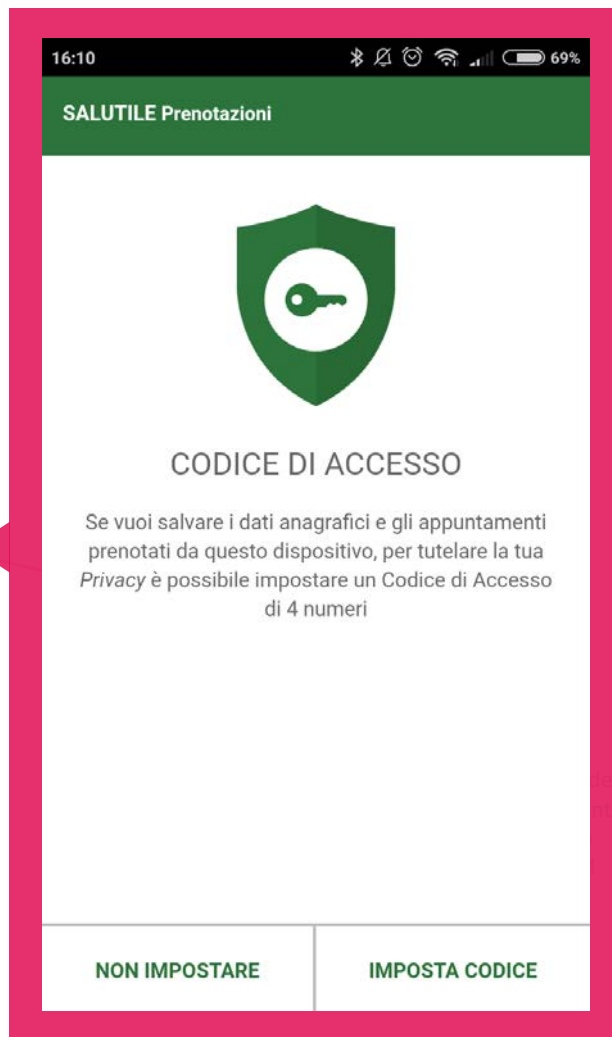 16:10 69%
SALUTILE Prenotazioni
CODICE DI ACCESSO
Se vuoi salvare i dati anagrafici e gli appuntamenti
prenotati da questo dispositivo, per tutelare la tua
Privacy è possibile impostare un Codice di Accesso
di 4 numeri
NON IMPOSTARE IMPOSTA CODICE